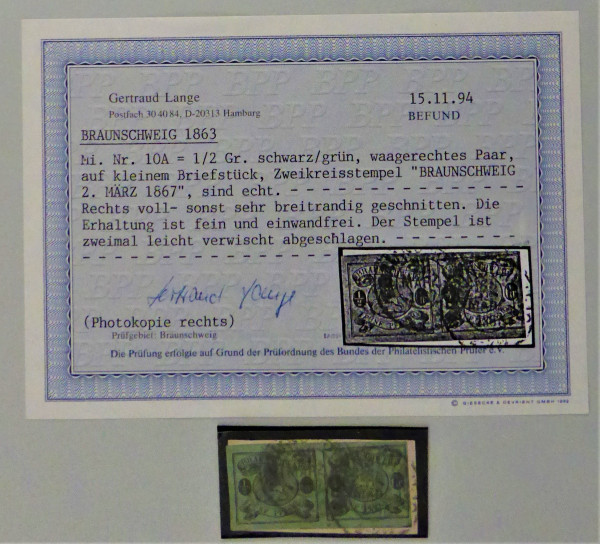 Gertraud Lange
Postfach 30 40 84, D-20313 Hamburg
15.11.94
BEFUND
BRAUNSCHWEIG 1863
Mi. Nr. 10A = 1/2 Gr. schwarz/grün, waagerechtes Paar,
auf kleinem Briefstück, Zweikreisstempel "BRAUNSCHWEIG
2. MÄRZ 1867", sind echt. - - - - - - - - - - - - - - - -
Rechts voll- sonst sehr breitrandig geschnitten. Die
Erhaltung ist fein und einwandfrei. Der Stempel ist
zweimal leicht verwischt abgeschlagen. - - - - - - - - -
(Photokopie rechts)
Prüfgebiet: Braunschweig
Die Prüfung erfolgte auf Grund der Prüfordnung des Bundes der Philatelistischen Prüfer e.V.
© GIESECKE & DEVRIENT GMBH